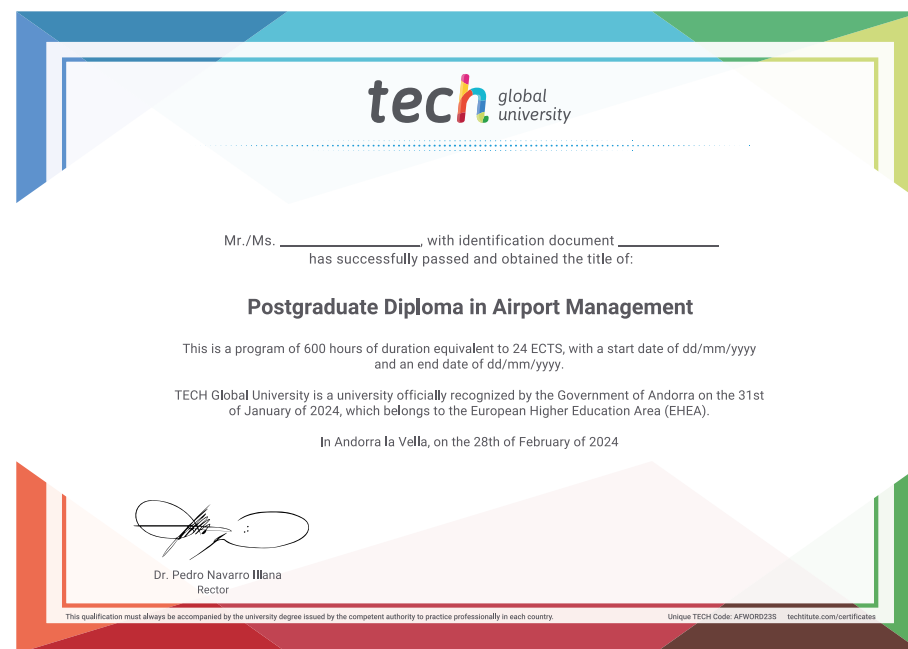 tech global university
Mr./Ms. ____________________, with identification document ______________
has successfully passed and obtained the title of:
Postgraduate Diploma in Airport Management
This is a program of 600 hours of duration equivalent to 24 ECTS, with a start date of dd/mm/yyyy
and an end date of dd/mm/yyyy.
TECH Global University is a university officially recognized by the Government of Andorra on the 31st
of January of 2024, which belongs to the European Higher Education Area (EHEA).
In Andorra la Vella, on the 28th of February of 2024
Dr. Pedro Navarro Illana
Rector
This qualification must always be accompanied by the university degree issued by the competent authority to practice professionally in each country.
Unique TECH Code: AFWORD23S techtitute.com/certificates